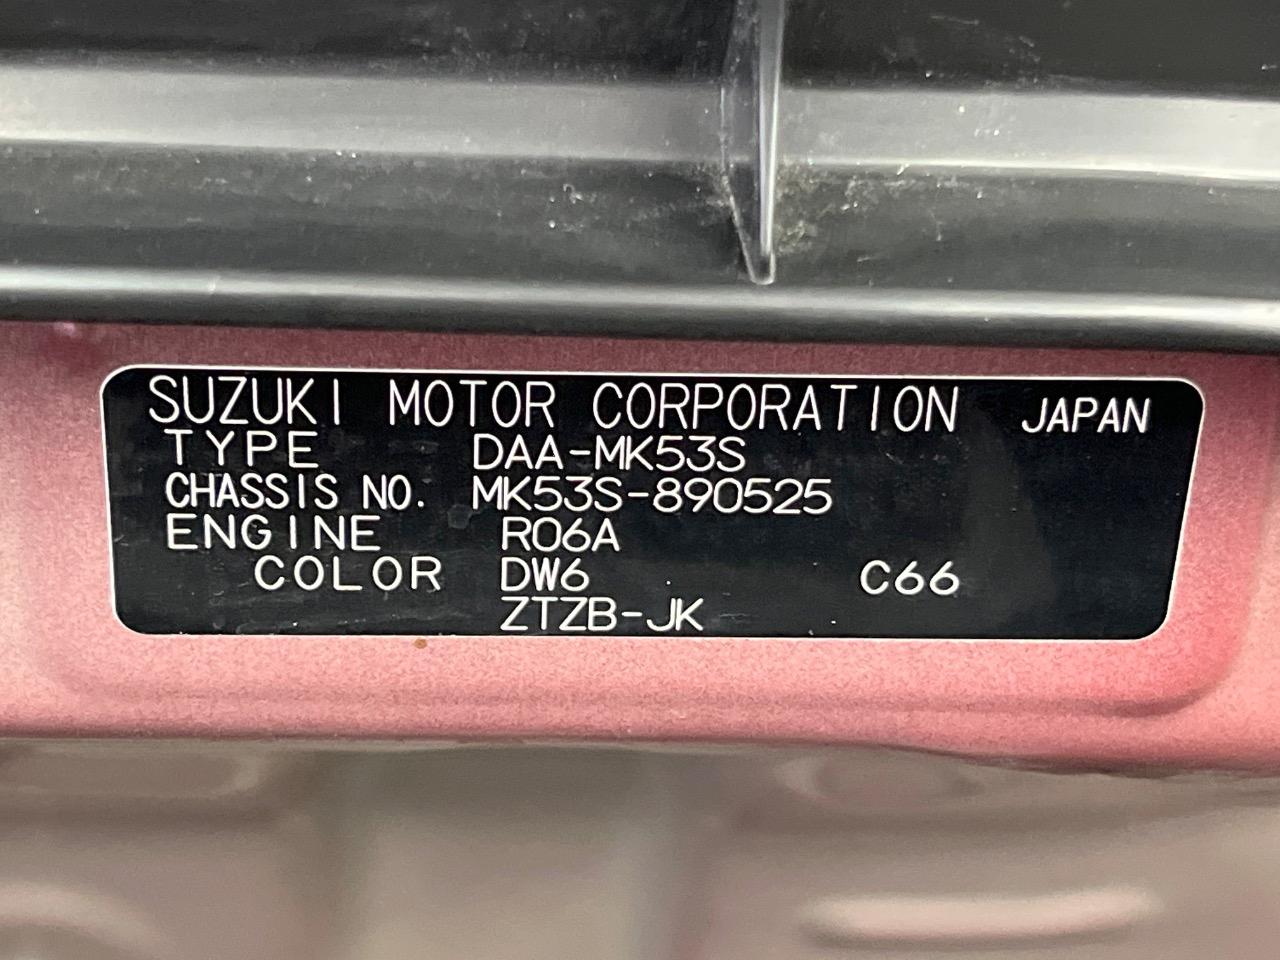 SUZUKI MOTOR CORPORATION JAPAN
TYPE DAA-MK53S
CHASSIS NO. MK53S-890525
ENGINE R06A
COLOR DW6 C66
ZTZB-JK